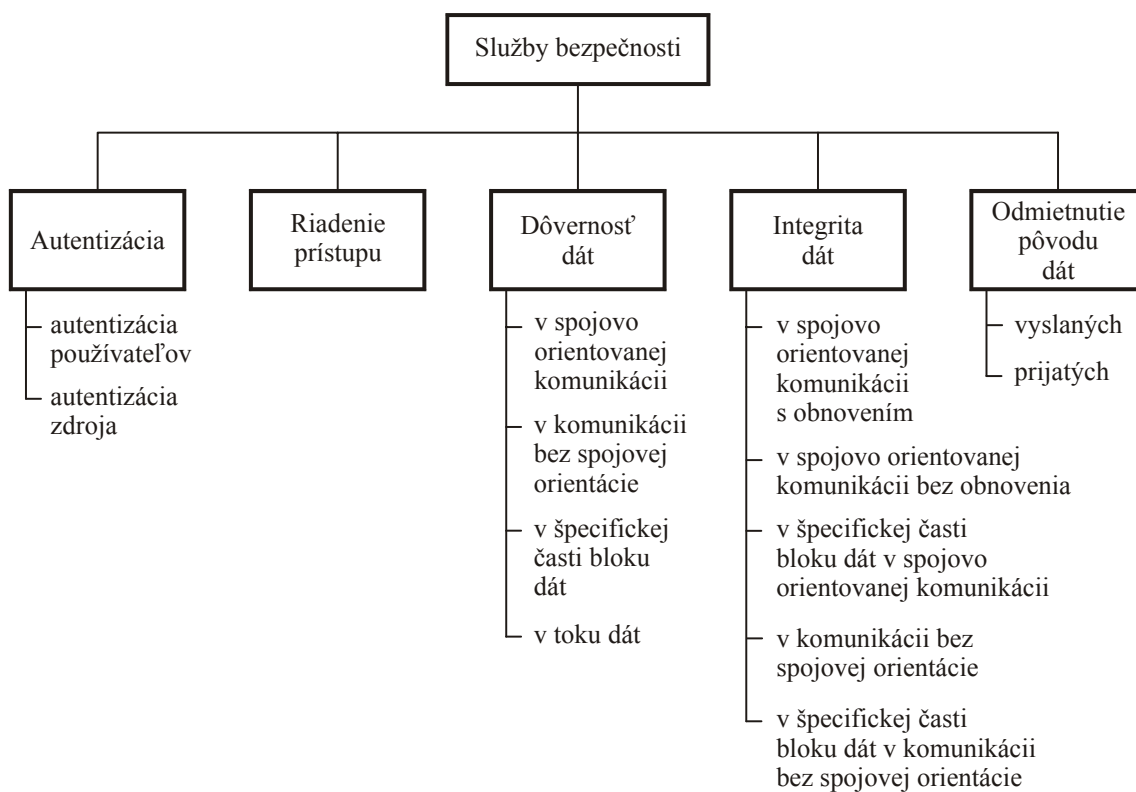 Služby bezpečnosti
Autentizácia
autentizácia
používateľov
autentizácia
zdroja
Riadenie
prístupu
Dôvernosť
dát
v spojovo
orientovanej
komunikácii
v komunikácii
bez spojovej
orientácie
v špecifickej
časti bloku
dát
v toku dát
Integrita
dát
v spojovo
orientovanej
komunikácii
s obnovením
v spojovo orientovanej
komunikácii bez obnovenia
v špecifickej časti
bloku dát v spojovo
orientovanej komunikácii
v komunikácii bez
spojovej orientácie
v špecifickej časti
bloku dát v komunikácii
bez spojovej orientácie
Odmietnutie
pôvodu
dát
vyslaných
prijatých